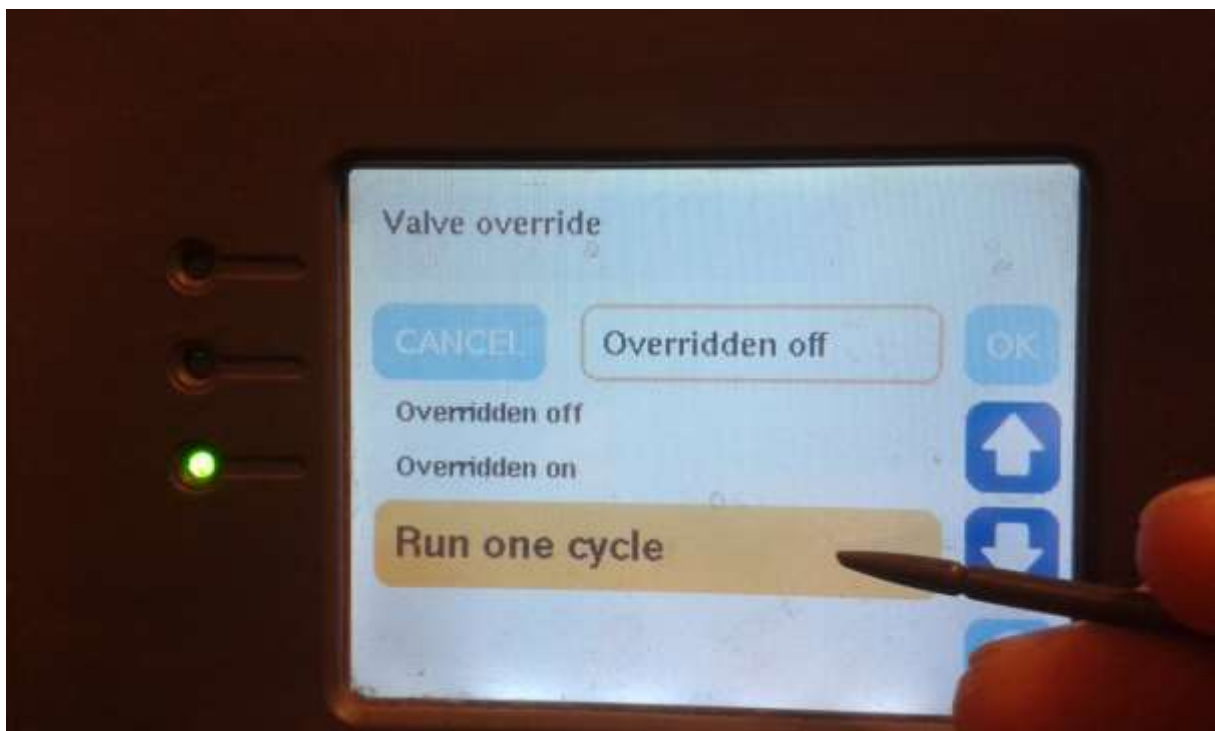 Valve override
CANCEL
Overridden off
OK
Overridden off
Overridden on
Run one cycle